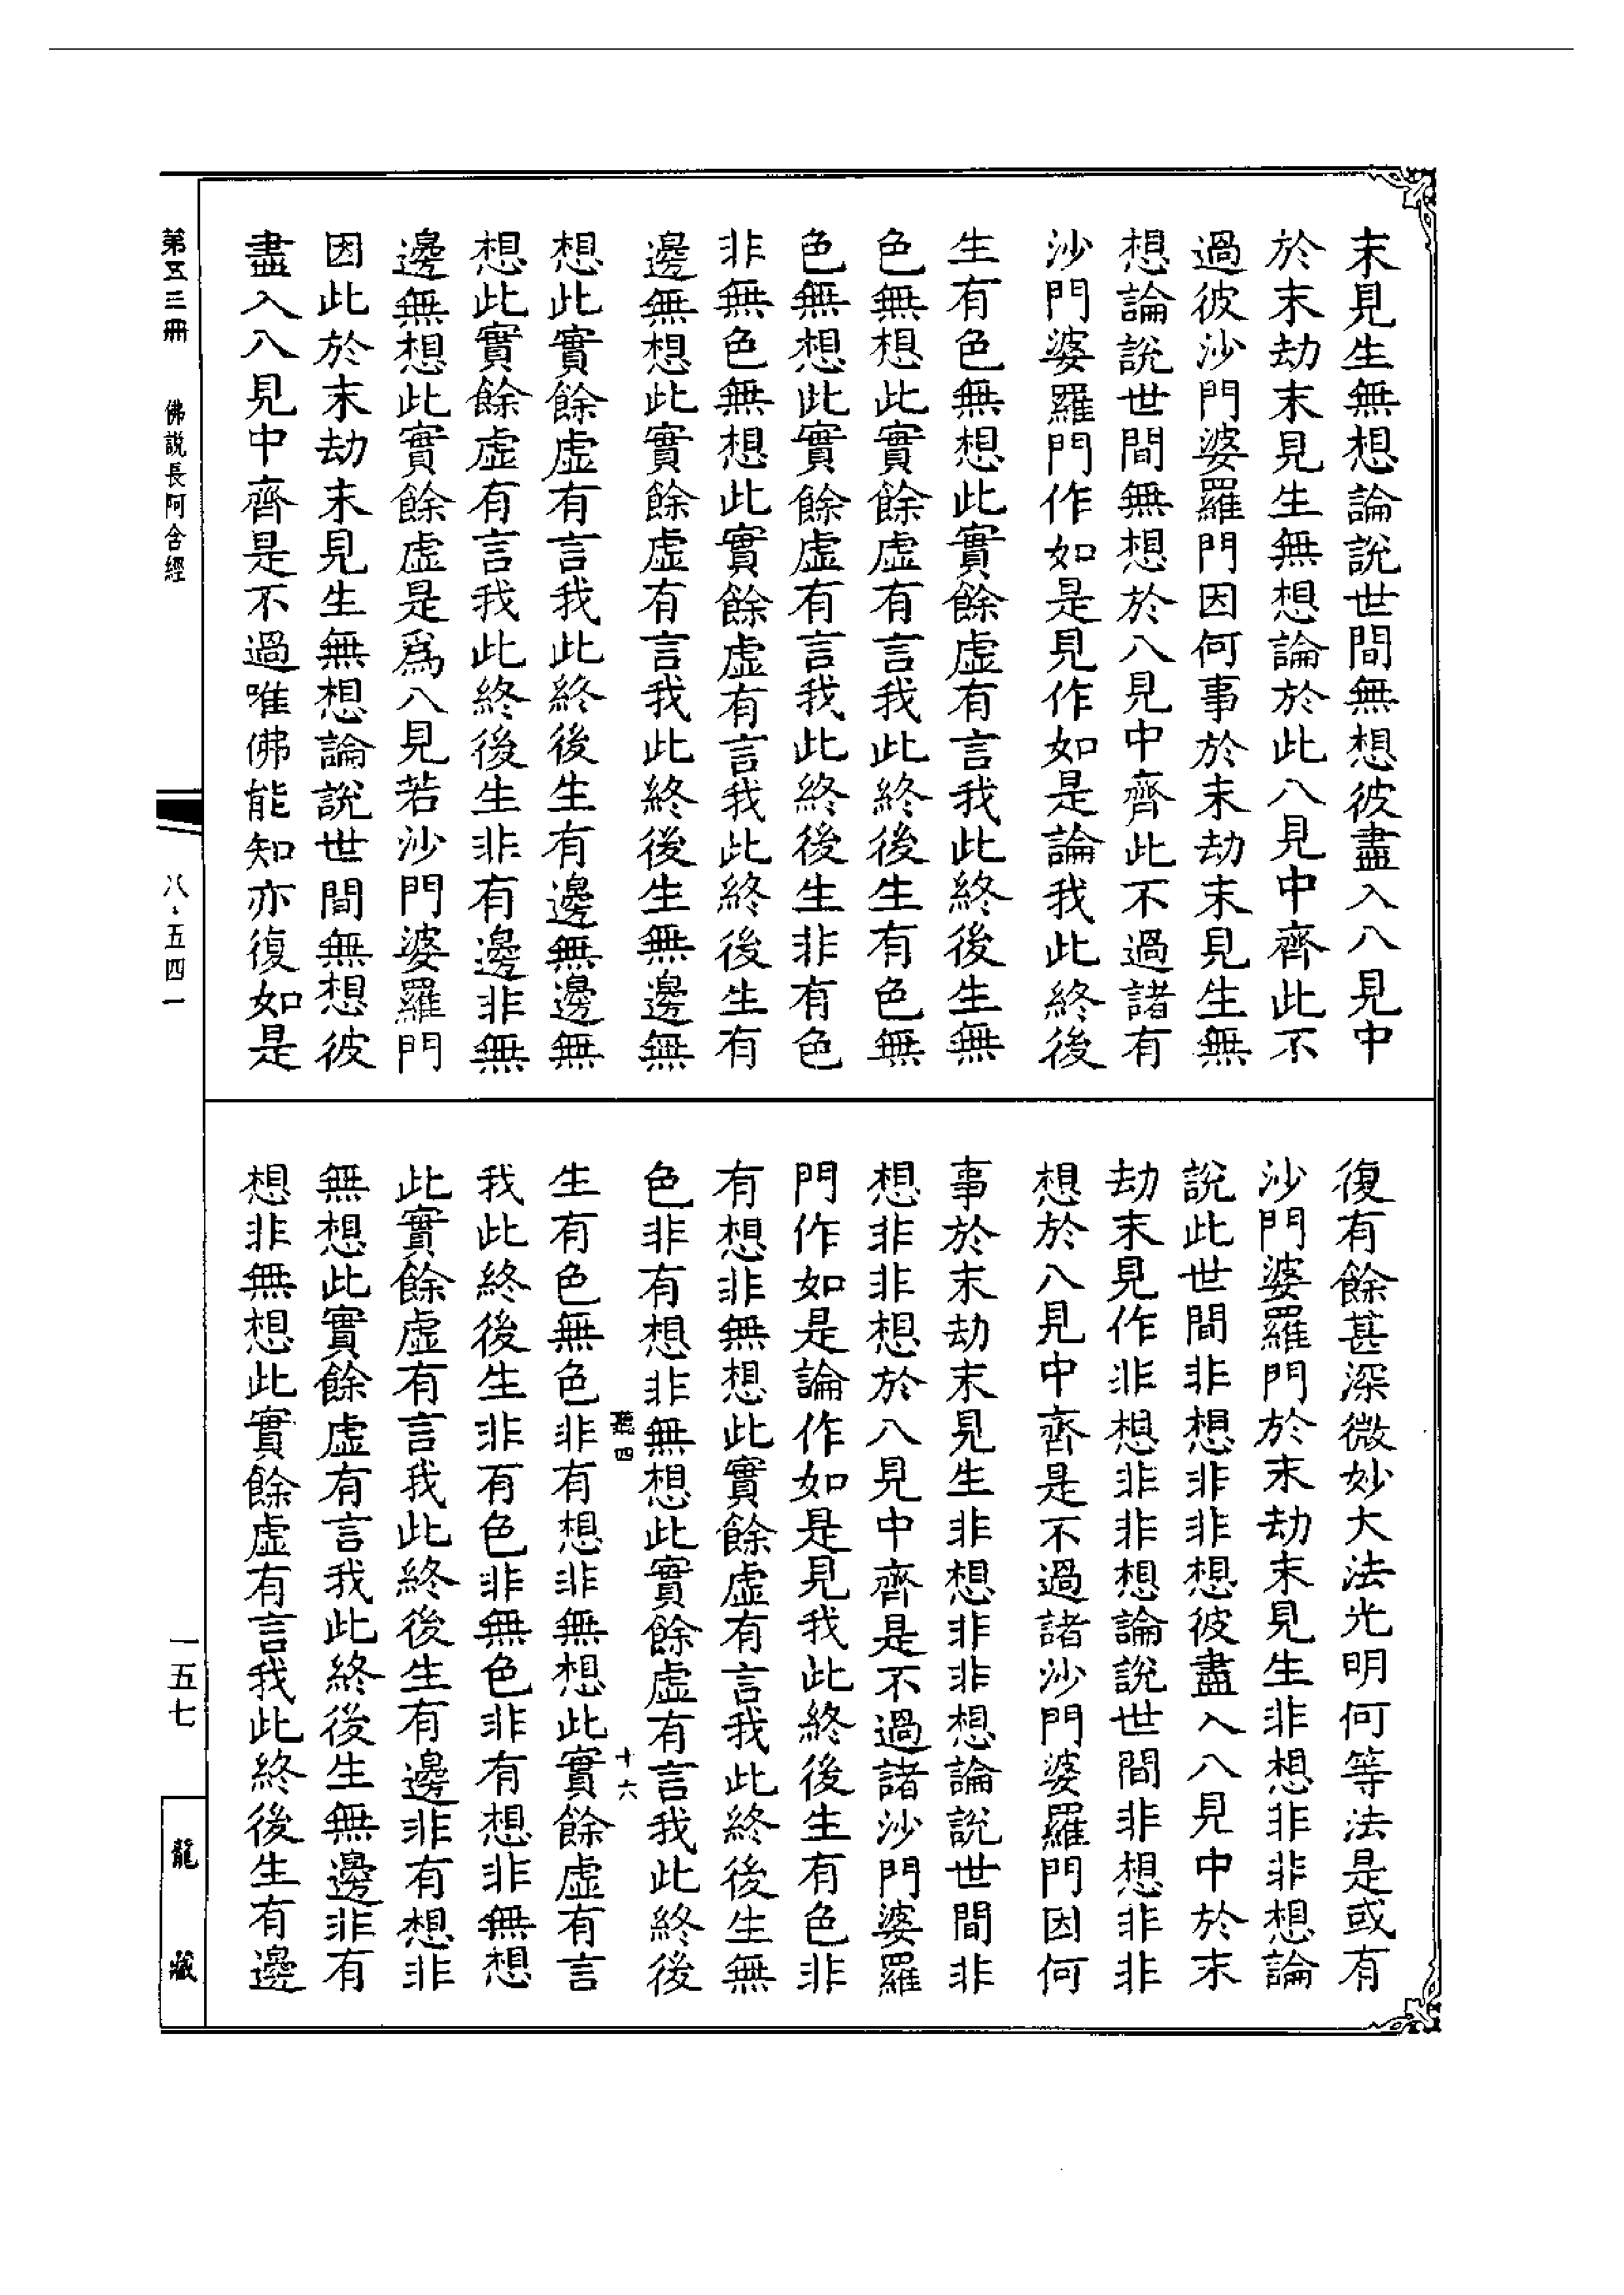 末見生無想論說世間無想彼盡入八見中
於末劫末見生無想論於此八見中齊此不
過彼沙門婆羅門因何事於末劫末見生無
想論說世間無想於八見中齊此不過諸有
沙門婆羅門作如是見作如是論我此終後
生有色無想此實餘虛有言我此終後生無
色無想此實餘虛有言我此終後生有色無
色無想此實餘虛有言我此終後生非有色
非無色無想此實餘虛有言我此終後生有
邊無想此實餘虛有言我此終後生無邊無
想此實餘虛有言我此終後生有邊無邊無
想此實餘虛有言我此終後生非有邊非無
邊無想此實餘虛是爲八見若沙門婆羅門
因此於末劫末見生無想論說世間無想彼
盡入八見中齊是不過唯佛能知亦復如是
復有餘甚深微妙大法光明何等法是或有
沙門婆羅門於末劫末見生非想非非想論
說此世間非想非非想彼盡入八見中於末
劫末見作非想非非想論說世間非想非非
想於八見中齊是不過諸沙門婆羅門因何
事於末劫末見生非想非非想論說世間非
想非非想於八見中齊是不過諸沙門婆羅
門作如是論作如是見我此終後生有色非
有想非無想此實餘虛有言我此終後生無
色非有想非無想此實餘虛有言我此終後
聽四 十六
生有色無色非有想非無想此實餘虛有言
我此終後生非有色非無色非有想非無想
此實餘虛有言我此終後生有邊非有想非
無想此實餘虛有言我此終後生無邊非有
想非無想此實餘虛有言我此終後生有邊
第五三冊 佛說長阿含經
八、五四一
一五七
龍藏